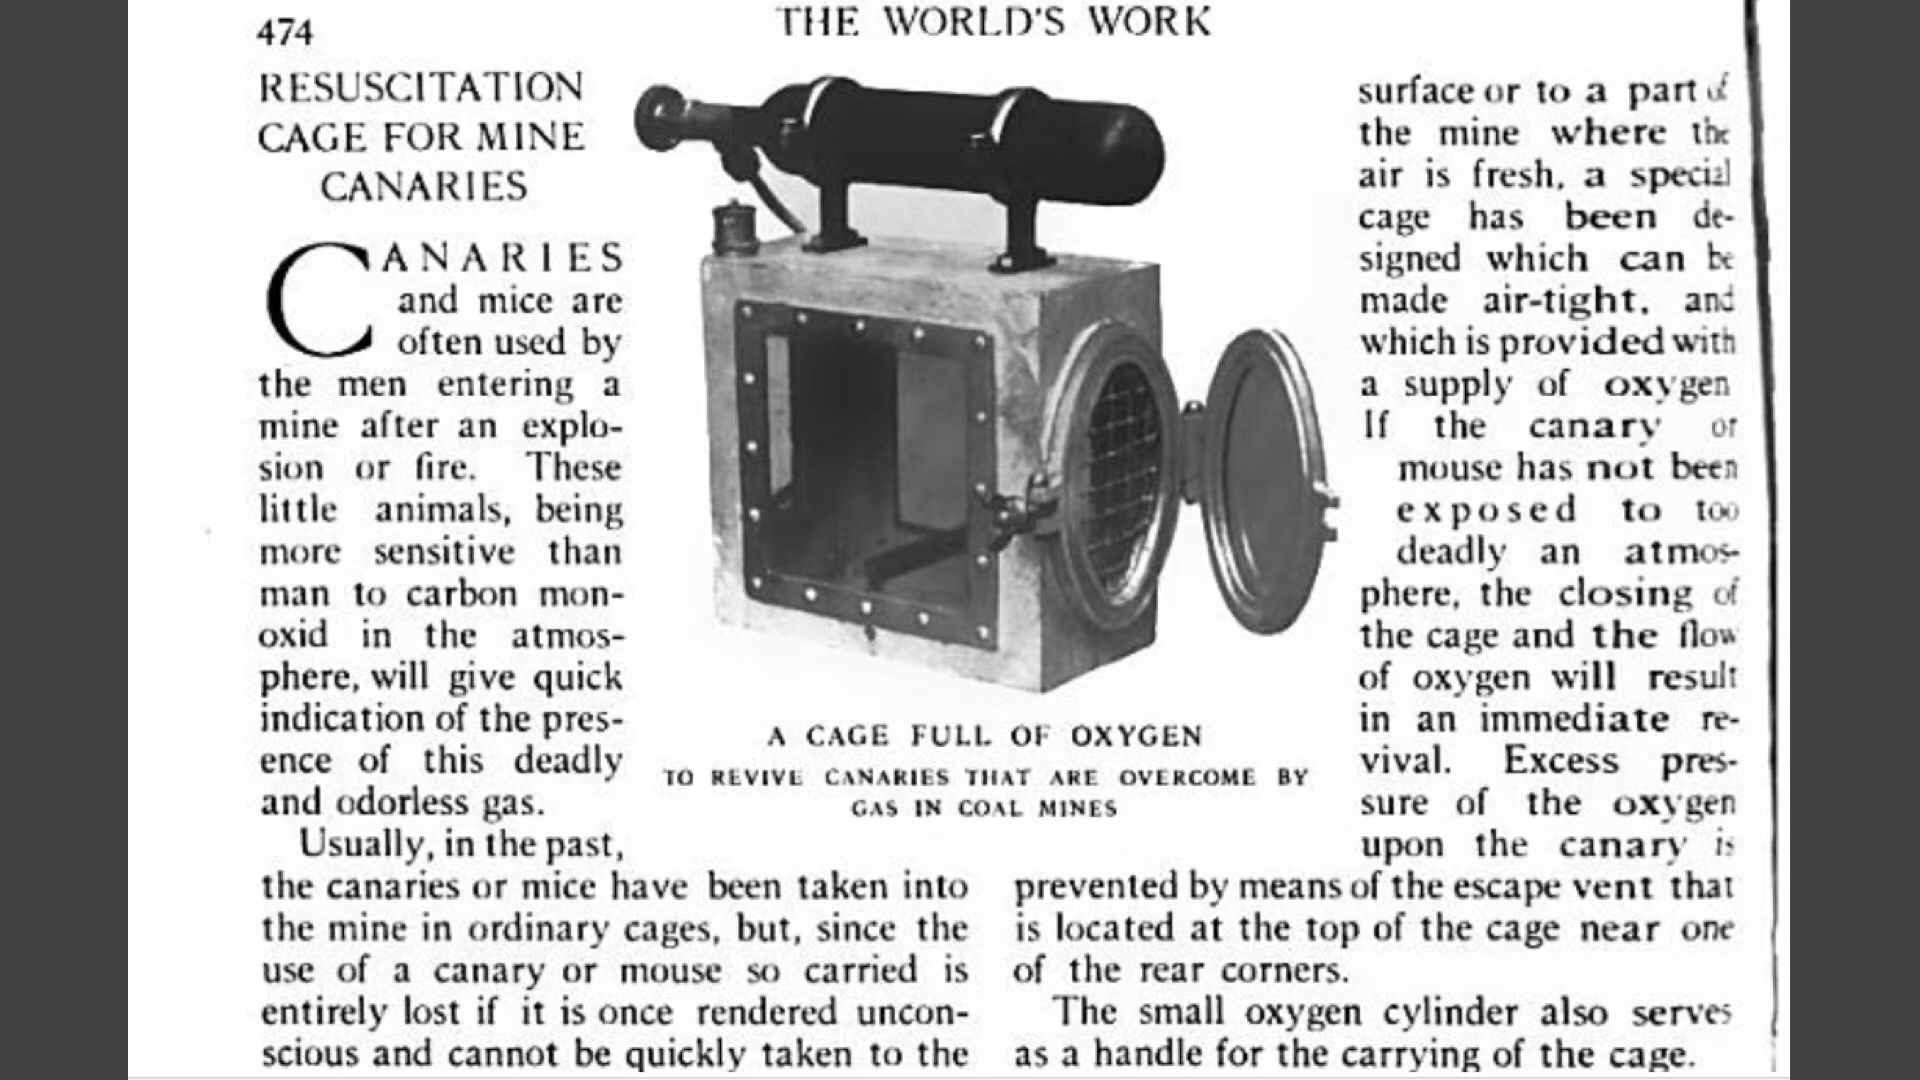 474
THE WORLD'S WORK
RESUSCITATION
CAGE FOR MINE
CANARIES
CANARIES
and mice are
often used by
the men entering a
mine after an explo-
sion or fire. These
little animals, being
more sensitive than
man to carbon mon-
oxid in the atmos-
phere, will give quick
indication of the pres-
ence of this deadly
and odorless gas.
Usually, in the past,
the canaries or mice have been taken into
the mine in ordinary cages, but, since the
use of a canary or mouse so carried is
entirely lost if it is once rendered uncon-
scious and cannot be quickly taken to the
A CAGE FULL OF OXYGEN
TO REVIVE CANARIES THAT ARE OVERCOME BY
GAS IN COAL MINES
surface or to a part of
the mine where the
air is fresh, a special
cage has been de-
signed which can be
made air-tight, and
which is provided with
a supply of oxygen
If the canary or
mouse has not been
exposed to too
deadly an atmos-
phere, the closing of
the cage and the flow
of oxygen will result
in an immediate re-
vival. Excess pres-
sure of the oxygen
upon the canary is
prevented by means of the escape vent that
is located at the top of the cage near one
of the rear corners.
The small oxygen cylinder also serves
as a handle for the carrying of the cage.